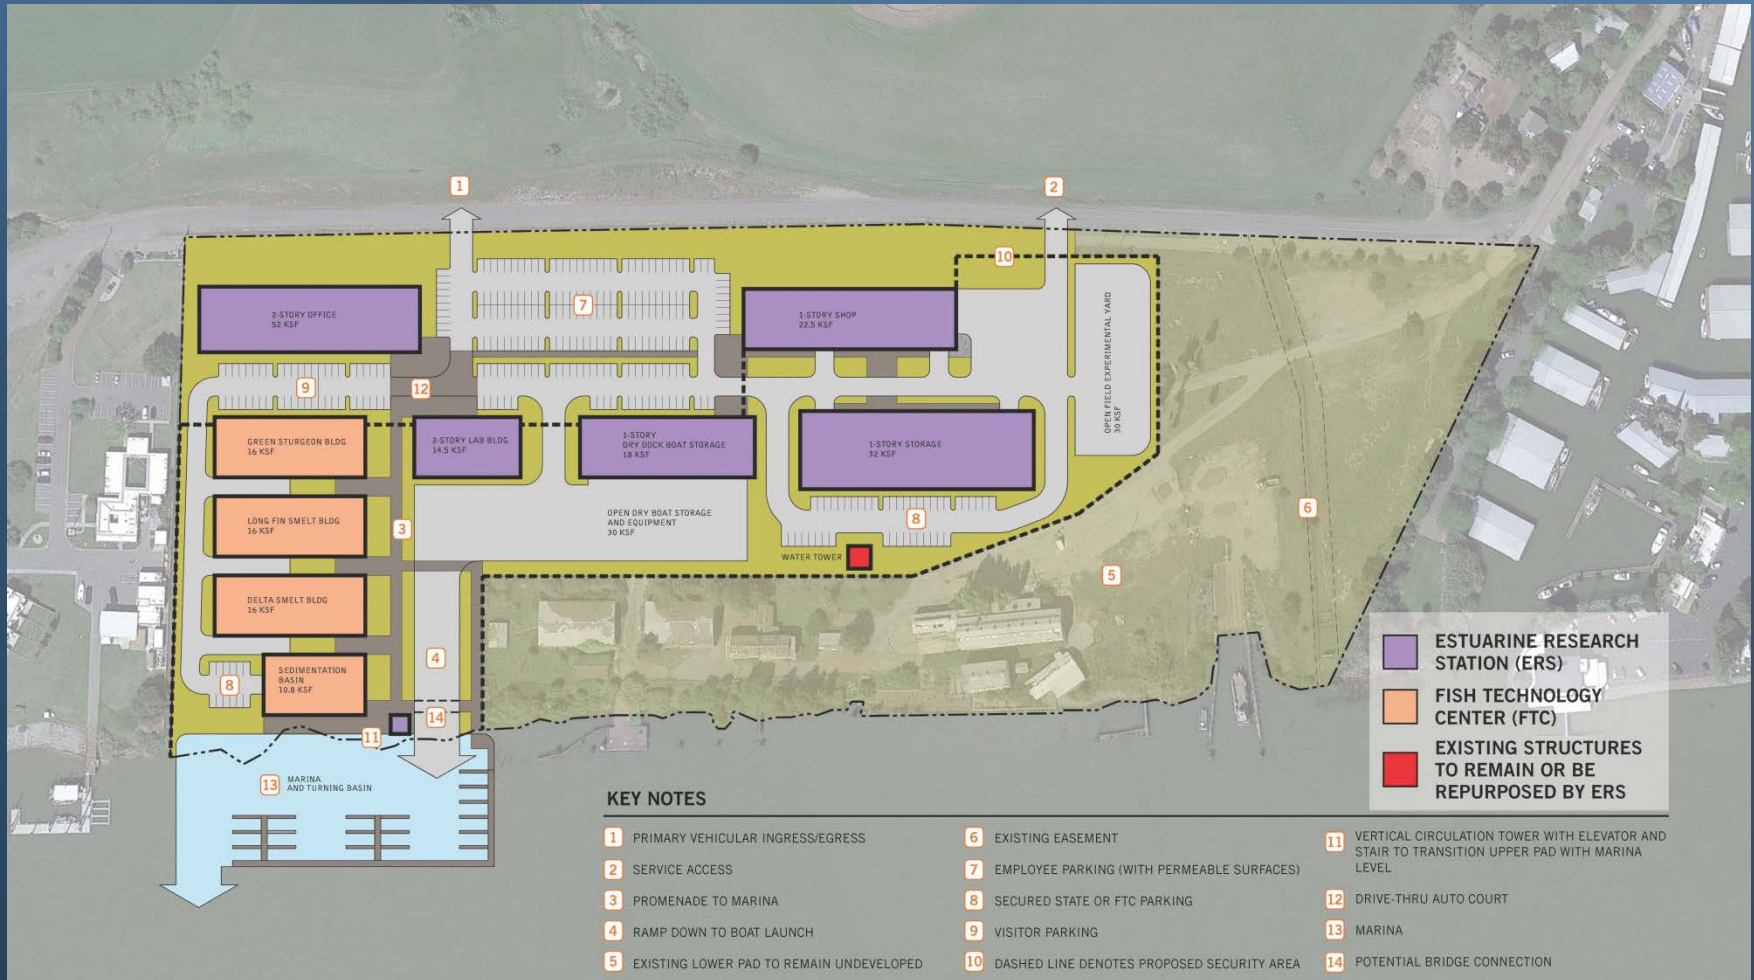 1
2
10
2-STORY OFFICE
52 KSF
7
1-STORY SHOP
22.5 KSF
OPEN FIELD EXPERIMENTAL YARD
30 KSF
9
12
GREEN STURGEON BLDG
16 KSF
2-STORY LAB BLDG
14.5 KSF
1-STORY
DRY DOCK BOAT STORAGE
18 KSF
1-STORY STORAGE
32 KSF
6
LONG FIN SMELT BLDG
16 KSF
3
OPEN DRY BOAT STORAGE
AND EQUIPMENT
30 KSF
8
WATER TOWER
5
DELTA SMELT BLDG
16 KSF
4
SEDIMENTATION
BASIN
10.8 KSF
8
14
11
13
MARINA
AND TURNING BASIN
ESTUARINE RESEARCH
STATION (ERS)
FISH TECHNOLOGY
CENTER (FTC)
EXISTING STRUCTURES
TO REMAIN OR BE
REPURPOSED BY ERS
KEY NOTES
1 PRIMARY VEHICULAR INGRESS/EGRESS
2 SERVICE ACCESS
3 PROMENADE TO MARINA
4 RAMP DOWN TO BOAT LAUNCH
5 EXISTING LOWER PAD TO REMAIN UNDEVELOPED
6 EXISTING EASEMENT
7 EMPLOYEE PARKING (WITH PERMEABLE SURFACES)
8 SECURED STATE OR FTC PARKING
9 VISITOR PARKING
10 DASHED LINE DENOTES PROPOSED SECURITY AREA
11 VERTICAL CIRCULATION TOWER WITH ELEVATOR AND
STAIR TO TRANSITION UPPER PAD WITH MARINA
LEVEL
12 DRIVE-THRU AUTO COURT
13 MARINA
14 POTENTIAL BRIDGE CONNECTION